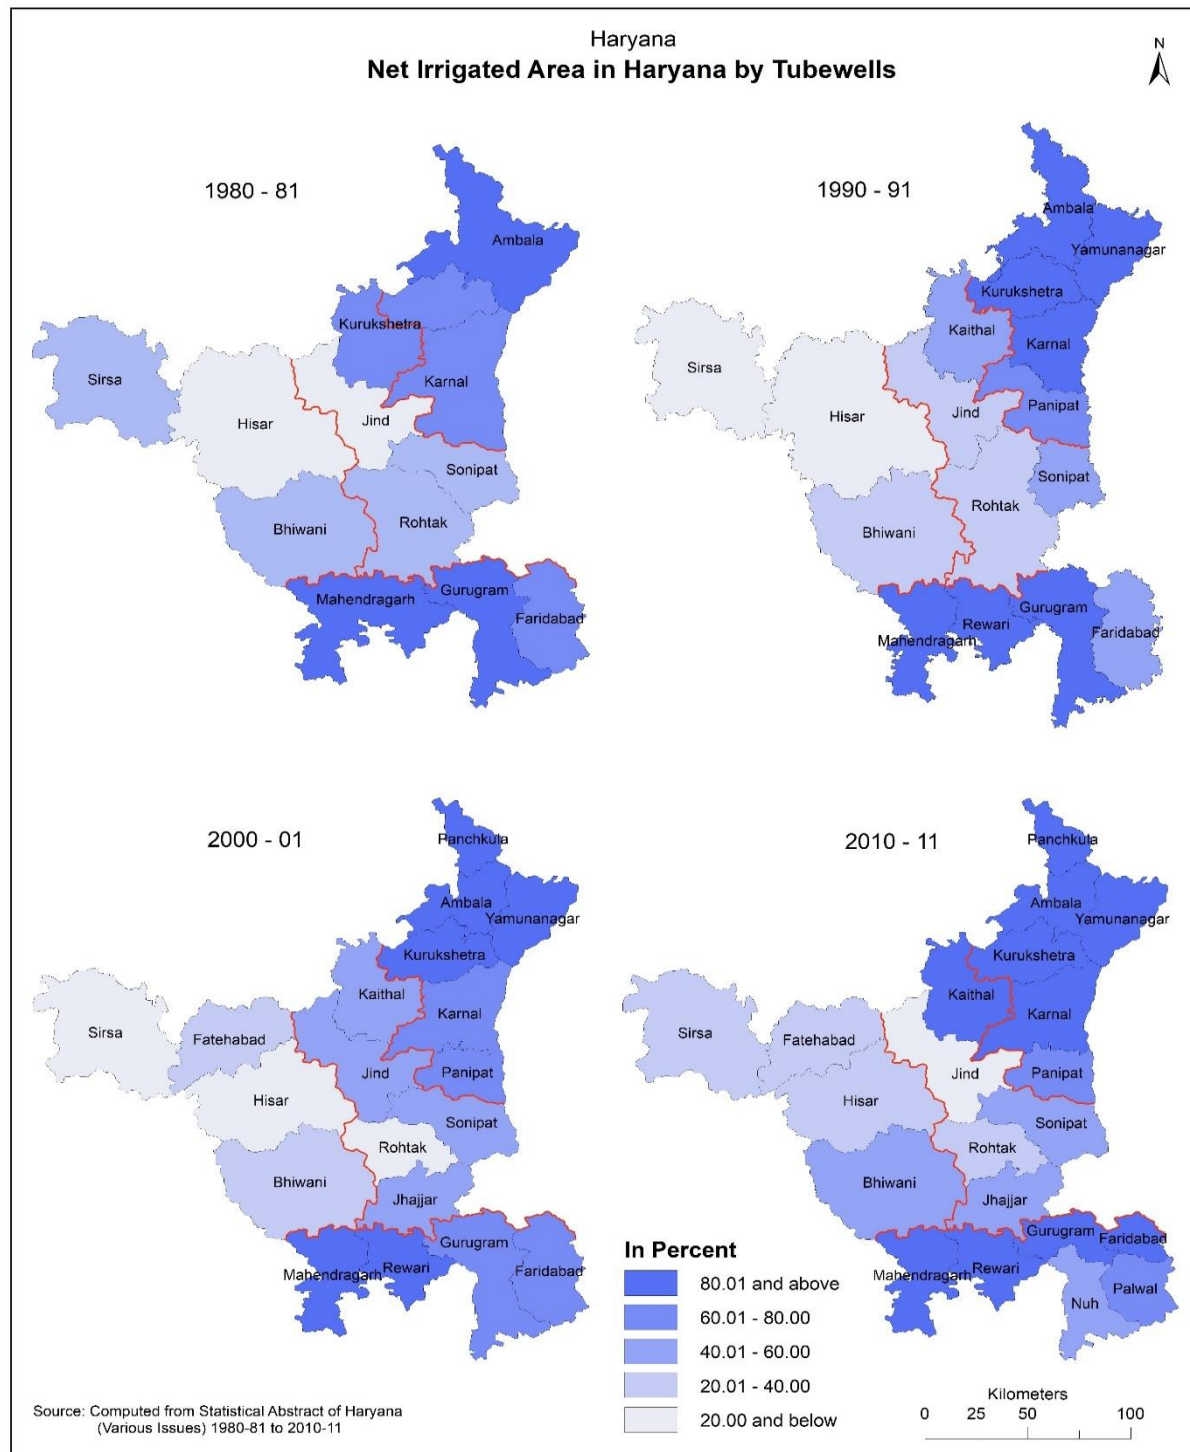 Haryana
Net Irrigated Area in Haryana by Tubewells
N
1980 - 81
Ambala
Kurukshetra
Sirsa
Karnal
Hisar
Jind
Sonipat
Bhiwani
Rohtak
Mahendragarh
Gurugram
Faridabad
1990 - 91
Ambala
Yamunanagar
Kurukshetra
Kaithal
Karnal
Sirsa
Hisar
Jind
Panipat
Sonipat
Rohtak
Bhiwani
Gurugram
Rewari
Mahendragarh
Faridabad
2000 - 01
Panchkula
Ambala
Yamunanagar
Kurukshetra
Kaithal
Karnal
Sirsa
Fatehabad
Jind
Panipat
Hisar
Sonipat
Rohtak
Bhiwani
Jhajjar
Gurugram
Mahendragarh
Rewari
Faridabad
2010 - 11
Panchkula
Ambala
Yamunanagar
Kurukshetra
Kaithal
Karnal
Sirsa
Fatehabad
Jind
Panipat
Hisar
Sonipat
Rohtak
Bhiwani
Jhajjar
Gurugram
Faridabad
Mahendragarh
Rewari
Palwal
Nuh
In Percent
80.01 and above
60.01 - 80.00
40.01 - 60.00
20.01 - 40.00
20.00 and below
Kilometers
0 25 50 100
Source: Computed from Statistical Abstract of Haryana
(Various Issues) 1980-81 to 2010-11